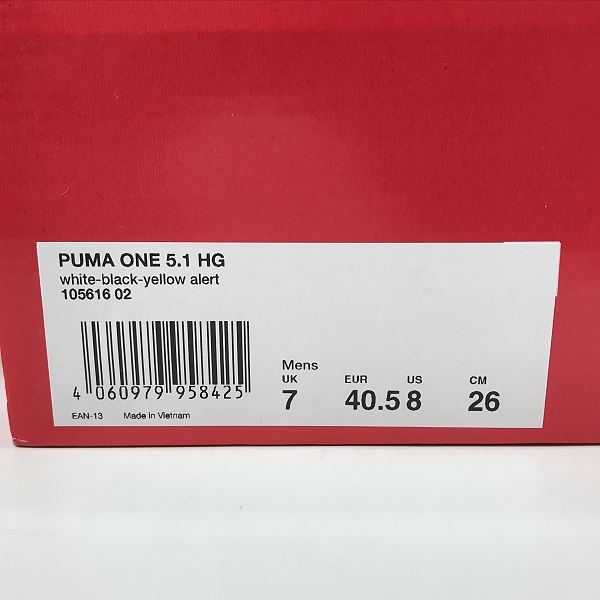 PUMA ONE 5.1 HG
white-black-yellow alert
105616 02
4 060979 958425
EAN-13 Made in Vietnam
Mens
UK EUR US CM
7 40.5 8 26